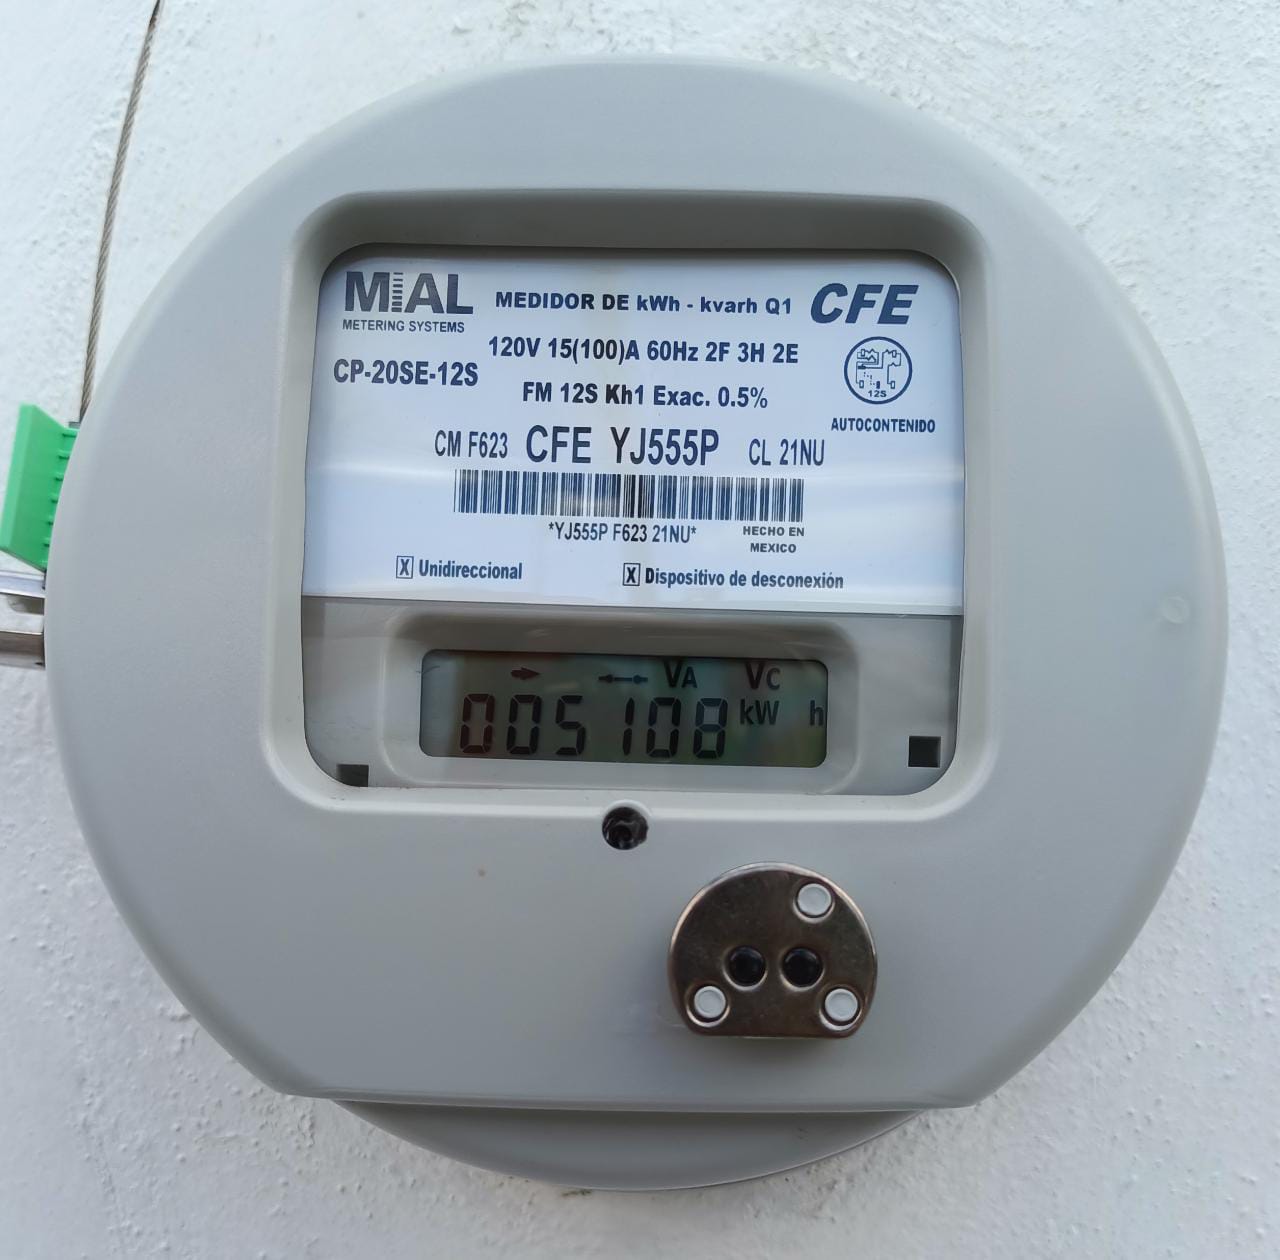 MIAL
METERING SYSTEMS
MEDIDOR DE kWh - kvarh Q1
CFE
120V 15(100)A 60Hz 2F 3H 2E
CP-20SE-12S
FM 12S Kh1 Exac. 0.5%
12S
AUTOCONTENIDO
CM F623 CFE YJ555P CL 21NU
*YJ555P F623 21NU*
HECHO EN
MEXICO
X Unidireccional
X Dispositivo de desconexión
VA VC
005108 kW h